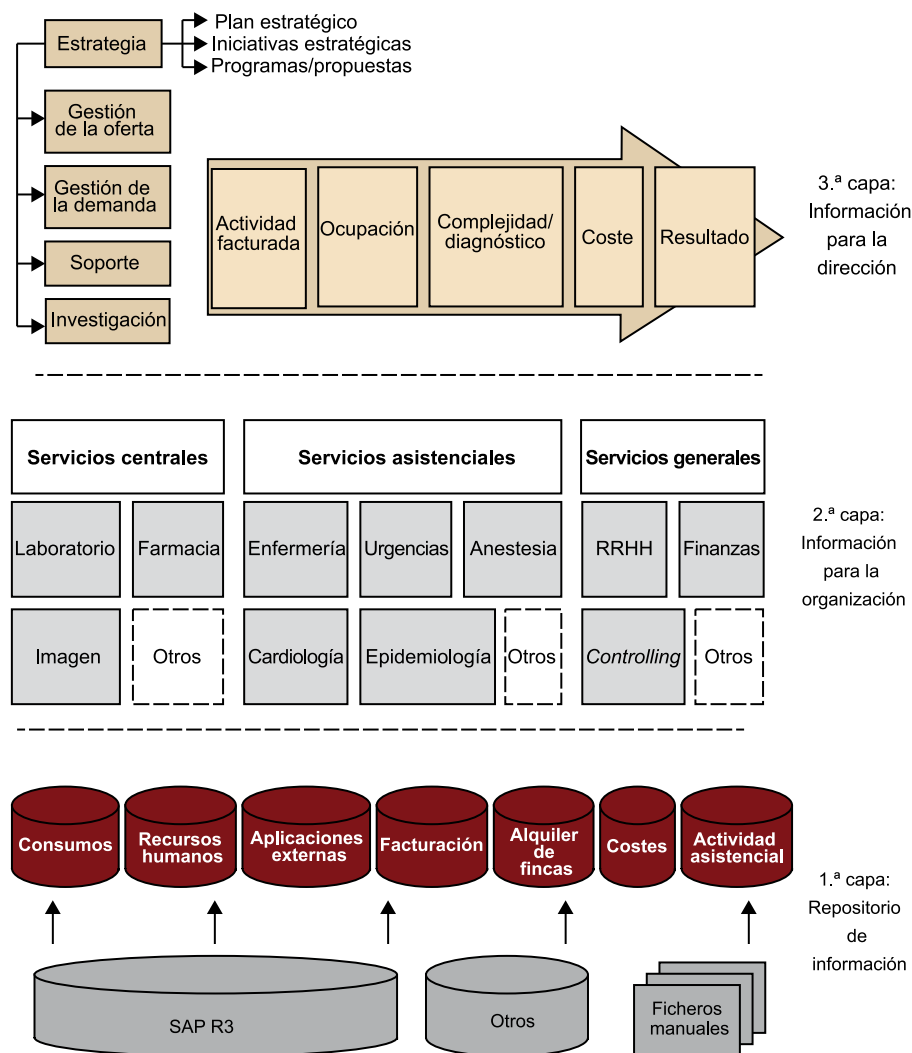 Estrategia
Plan estratégico
Iniciativas estratégicas
Programas/propuestas
Gestión
de la oferta
Gestión de
la demanda
Soporte
Investigación
Actividad
facturada
Ocupación
Complejidad/
diagnóstico
Coste
Resultado
3.ª capa:
Información
para la
dirección
Servicios centrales
Servicios asistenciales
Servicios generales
Laboratorio
Farmacia
Enfermería
Urgencias
Anestesia
RRHH
Finanzas
Imagen
Otros
Cardiología
Epidemiología
Otros
Controlling
Otros
2.ª capa:
Información
para la
organización
Consumos
Recursos
humanos
Aplicaciones
externas
Facturación
Alquiler
de
fincas
Costes
Actividad
asistencial
SAP R3
Otros
Ficheros
manuales
1.ª capa:
Repositorio
de
información